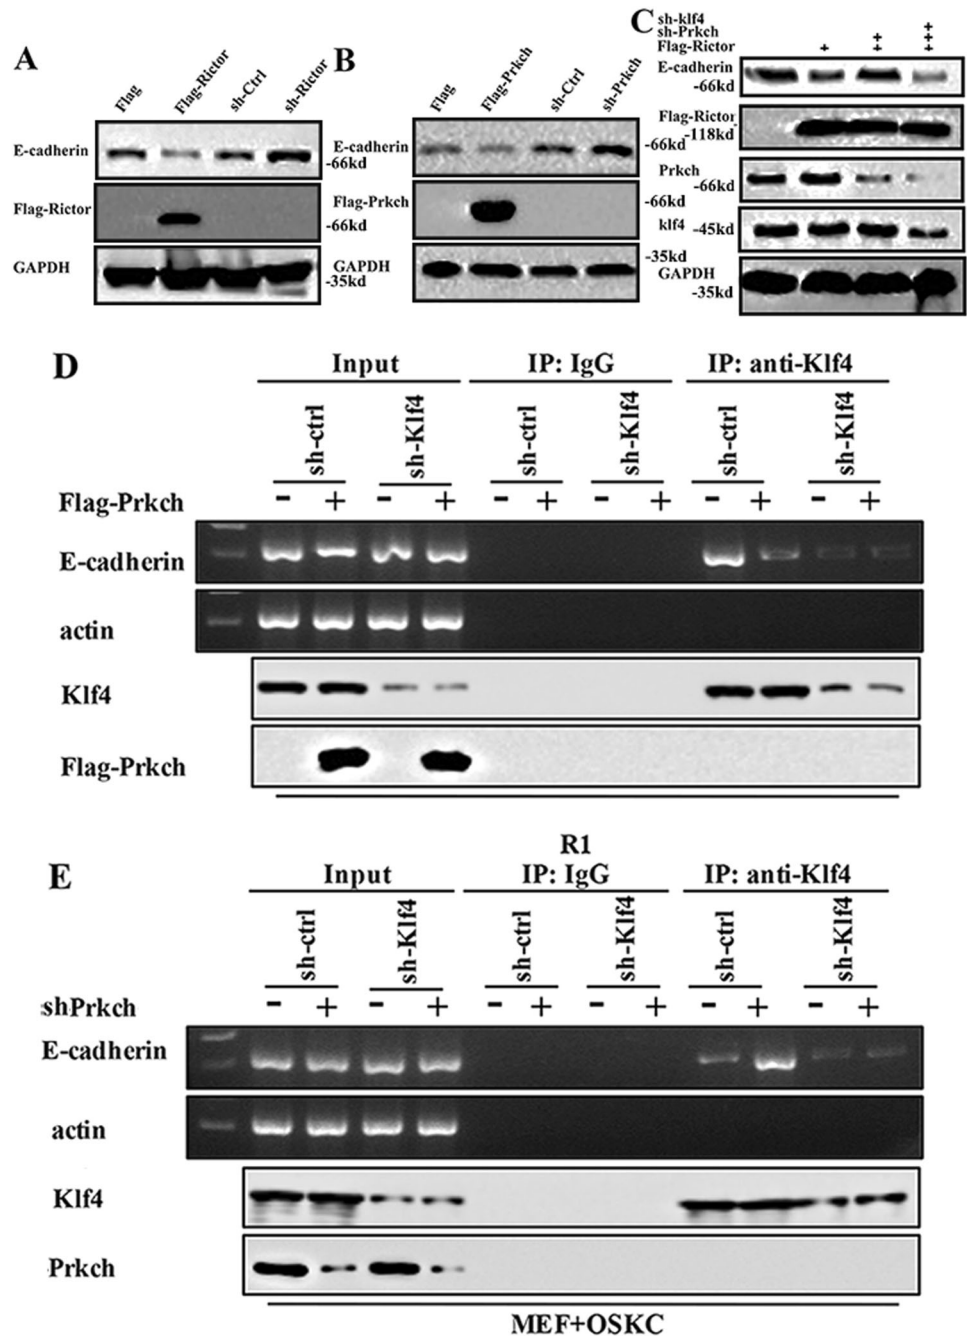 A
Flag
Flag-Rictor
sh-Ctrl
sh-Rictor
E-cadherin
-66kd
Flag-Rictor
-66kd
GAPDH
-35kd
B
Flag
Flag-Prkch
sh-Ctrl
sh-Prkch
E-cadherin
-66kd
Flag-Prkch
-66kd
GAPDH
-35kd
C
sh-klf4 +
sh-Prkch + +
Flag-Rictor + + +
E-cadherin
-66kd
Flag-Rictor
-118kd
Prkch
-66kd
klf4 -45kd
GAPDH
-35kd
D
Input IP: IgG IP: anti-Klf4
sh-ctrl sh-Klf4 sh-ctrl sh-Klf4 sh-ctrl sh-Klf4
Flag-Prkch - + - + - + - + - + - +
E-cadherin
actin
Klf4
Flag-Prkch
R1
E
Input IP: IgG IP: anti-Klf4
sh-ctrl sh-Klf4 sh-ctrl sh-Klf4 sh-ctrl sh-Klf4
shPrkch - + - + - + - + - + - +
E-cadherin
actin
Klf4
Prkch
MEF+OSKC